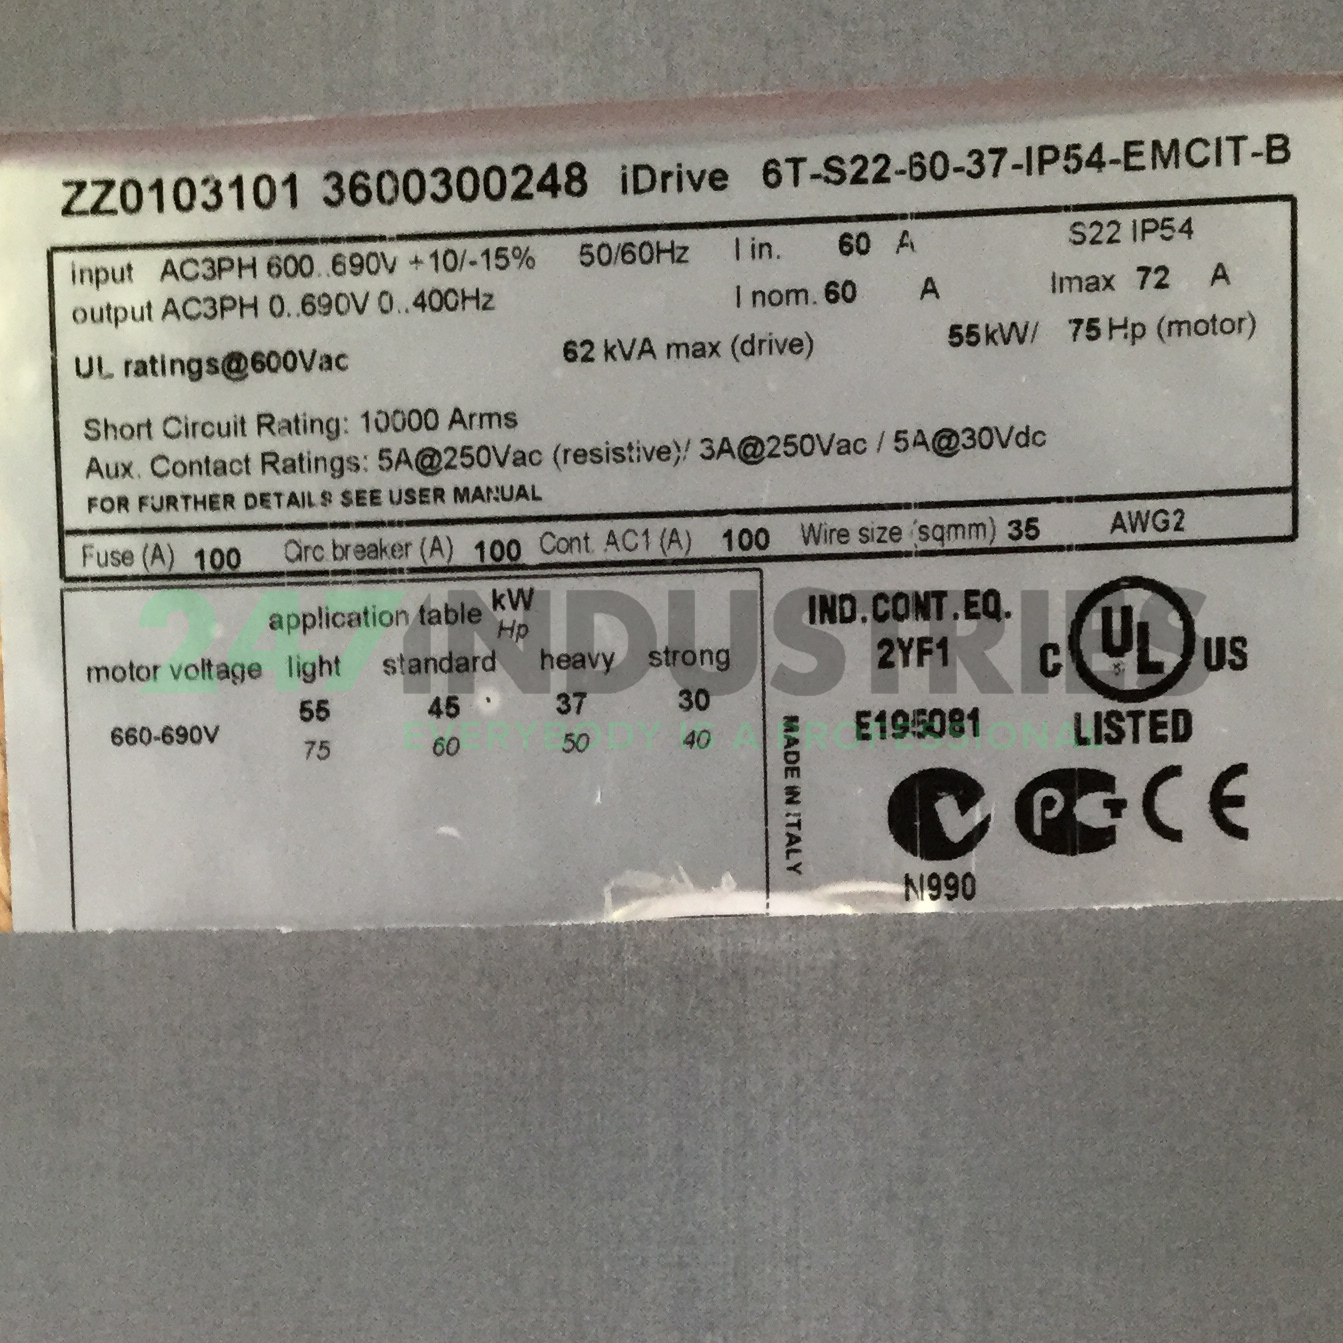 ZZ0103101 3600300248 iDrive 6T-S22-60-37-IP54-EMCIT-B
input AC3PH 600..690V +10/-15% 50/60Hz I in. 60 A S22 IP54
output AC3PH 0..690V 0..400Hz I nom. 60 A Imax 72 A
UL ratings@600Vac 62 kVA max (drive) 55kW/ 75Hp (motor)
Short Circuit Rating: 10000 Arms
Aux. Contact Ratings: 5A@250Vac (resistive)/ 3A@250Vac / 5A@30Vdc
FOR FURTHER DETAILS SEE USER MANUAL
Fuse (A) 100 Circ breaker (A) 100 Cont. AC1 (A) 100 Wire size (sqmm) 35 AWG2
application table kW
Hp
motor voltage light standard heavy strong
55 45 37 30
660-690V
75 60 50 40
IND.CONT.EQ.
2YF1
E195081
C UL US
LISTED
MADE IN ITALY
PC CE
N990
247INDUSTRIES
EVERYBODY IS A PROFESSIONAL